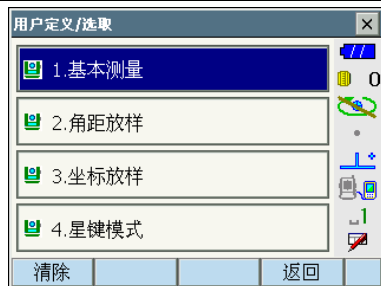 用户定义/选取
1.基本测量
0
2.角距放样
3.坐标放样
4.星键模式
1
清除 返回